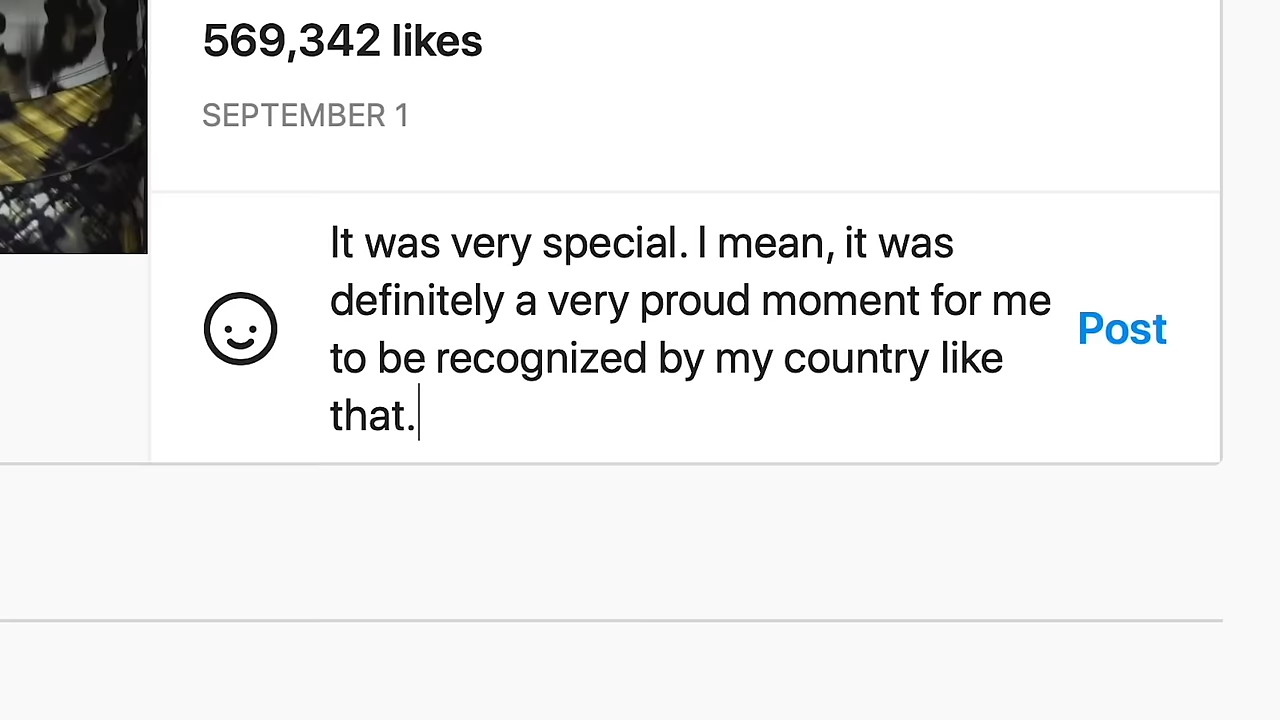 569,342 likes
SEPTEMBER 1
It was very special. I mean, it was
definitely a very proud moment for me
to be recognized by my country like
that.
Post